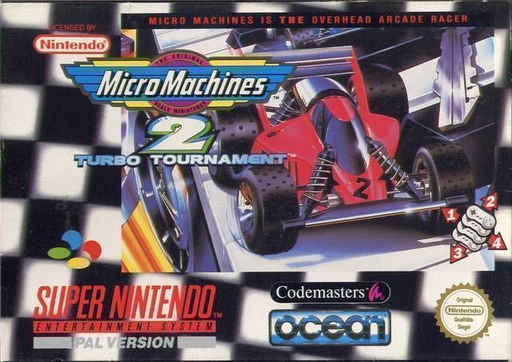 LICENSED BY
Nintendo
MICRO MACHINES IS THE OVERHEAD ARCADE RACER
THE ORIGINAL
Micro Machines
TM
SCALE MINIATURES
2
TURBO TOURNAMENT
2
1
2
3
4
SUPER NINTENDO
ENTERTAINMENT SYSTEM
PAL VERSION
Codemasters
ocean
Original
Nintendo
Qualitäts-
Siegel